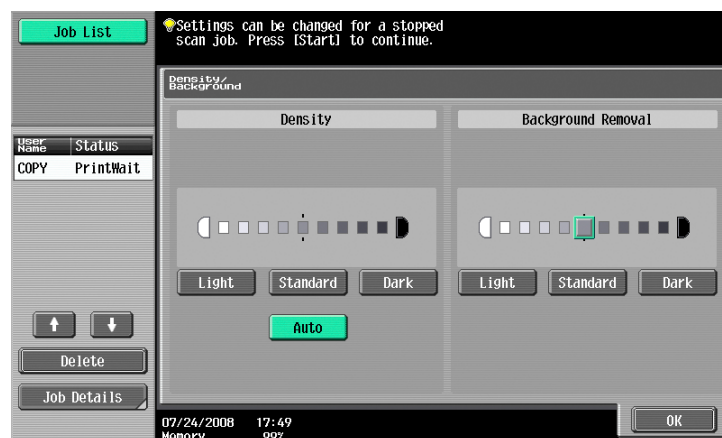 Job List
Settings can be changed for a stopped
scan job. Press [Start] to continue.
Density/
Background
Density
Background Removal
User
Name
Status
COPY
PrintWait
Light
Standard
Dark
Light
Standard
Dark
Auto
Delete
Job Details
07/24/2008
17:49
Memory
99%
OK